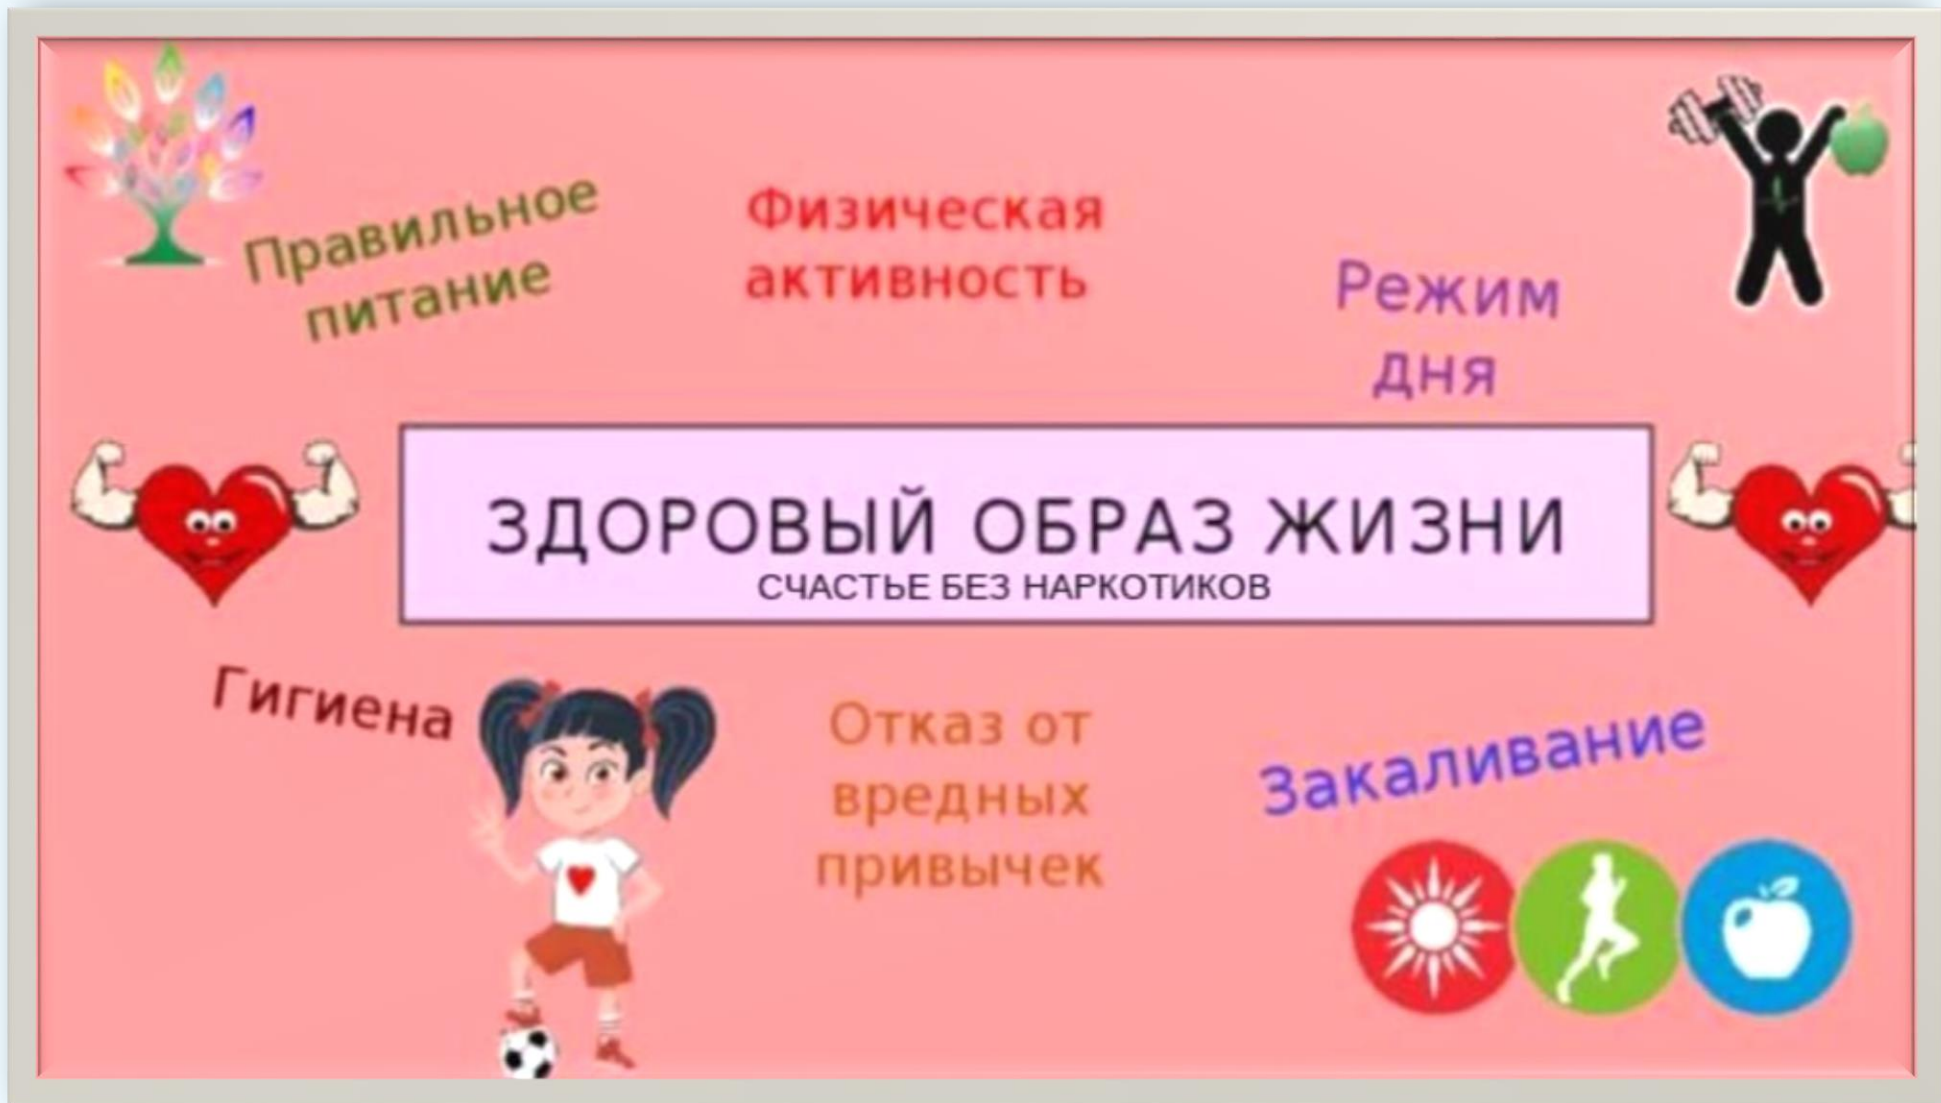 Правильное
питание
Физическая
активность
Режим
дня
ЗДОРОВЫЙ ОБРАЗ ЖИЗНИ
СЧАСТЬЕ БЕЗ НАРКОТИКОВ
Гигиена
Отказ от
вредных
привычек
Закаливание